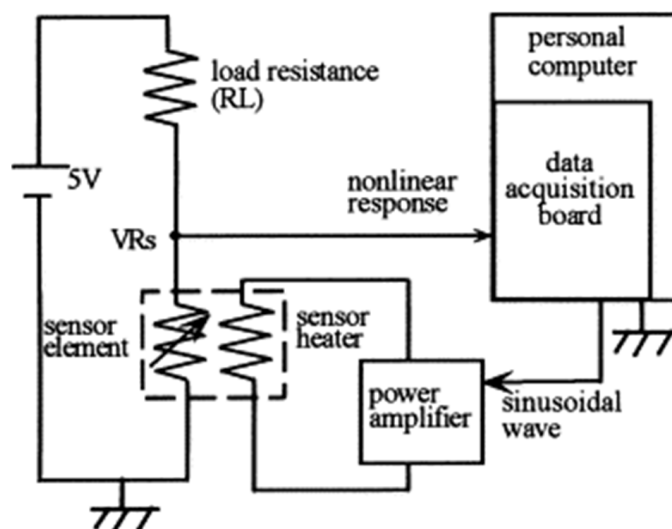 personal
computer
load resistance
(RL)
5V
data
acquisition
board
nonlinear
response
VRs
sensor
element
sensor
heater
power
amplifier
sinusoidal
wave